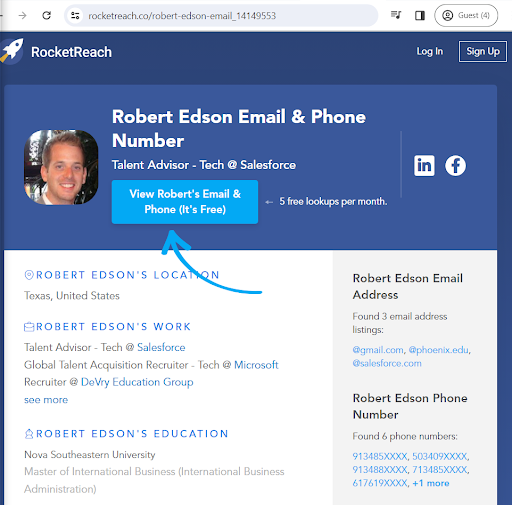 rocketreach.co/robert-edson-email_14149553
Guest (4)
RocketReach
Log In
Sign Up
Robert Edson Email & Phone
Number
Talent Advisor - Tech @ Salesforce
View Robert's Email &
Phone (it's Free)
← 5 free lookups per month.
ROBERT EDSON'S LOCATION
Texas, United States
ROBERT EDSON'S WORK
Talent Advisor - Tech @ Salesforce
Global Talent Acquisition Recruiter - Tech @ Microsoft
Recruiter @ DeVry Education Group
see more
ROBERT EDSON'S EDUCATION
Nova Southeastern University
Master of International Business (International Business
Administration)
Robert Edson Email
Address
Found 3 email address
listings:
@gmail.com, @phoenix.edu,
@salesforce.com
Robert Edson Phone
Number
Found 6 phone numbers:
913485XXXX, 503409XXXX,
913488XXXX, 713485XXXX,
617619XXXX, +1 more